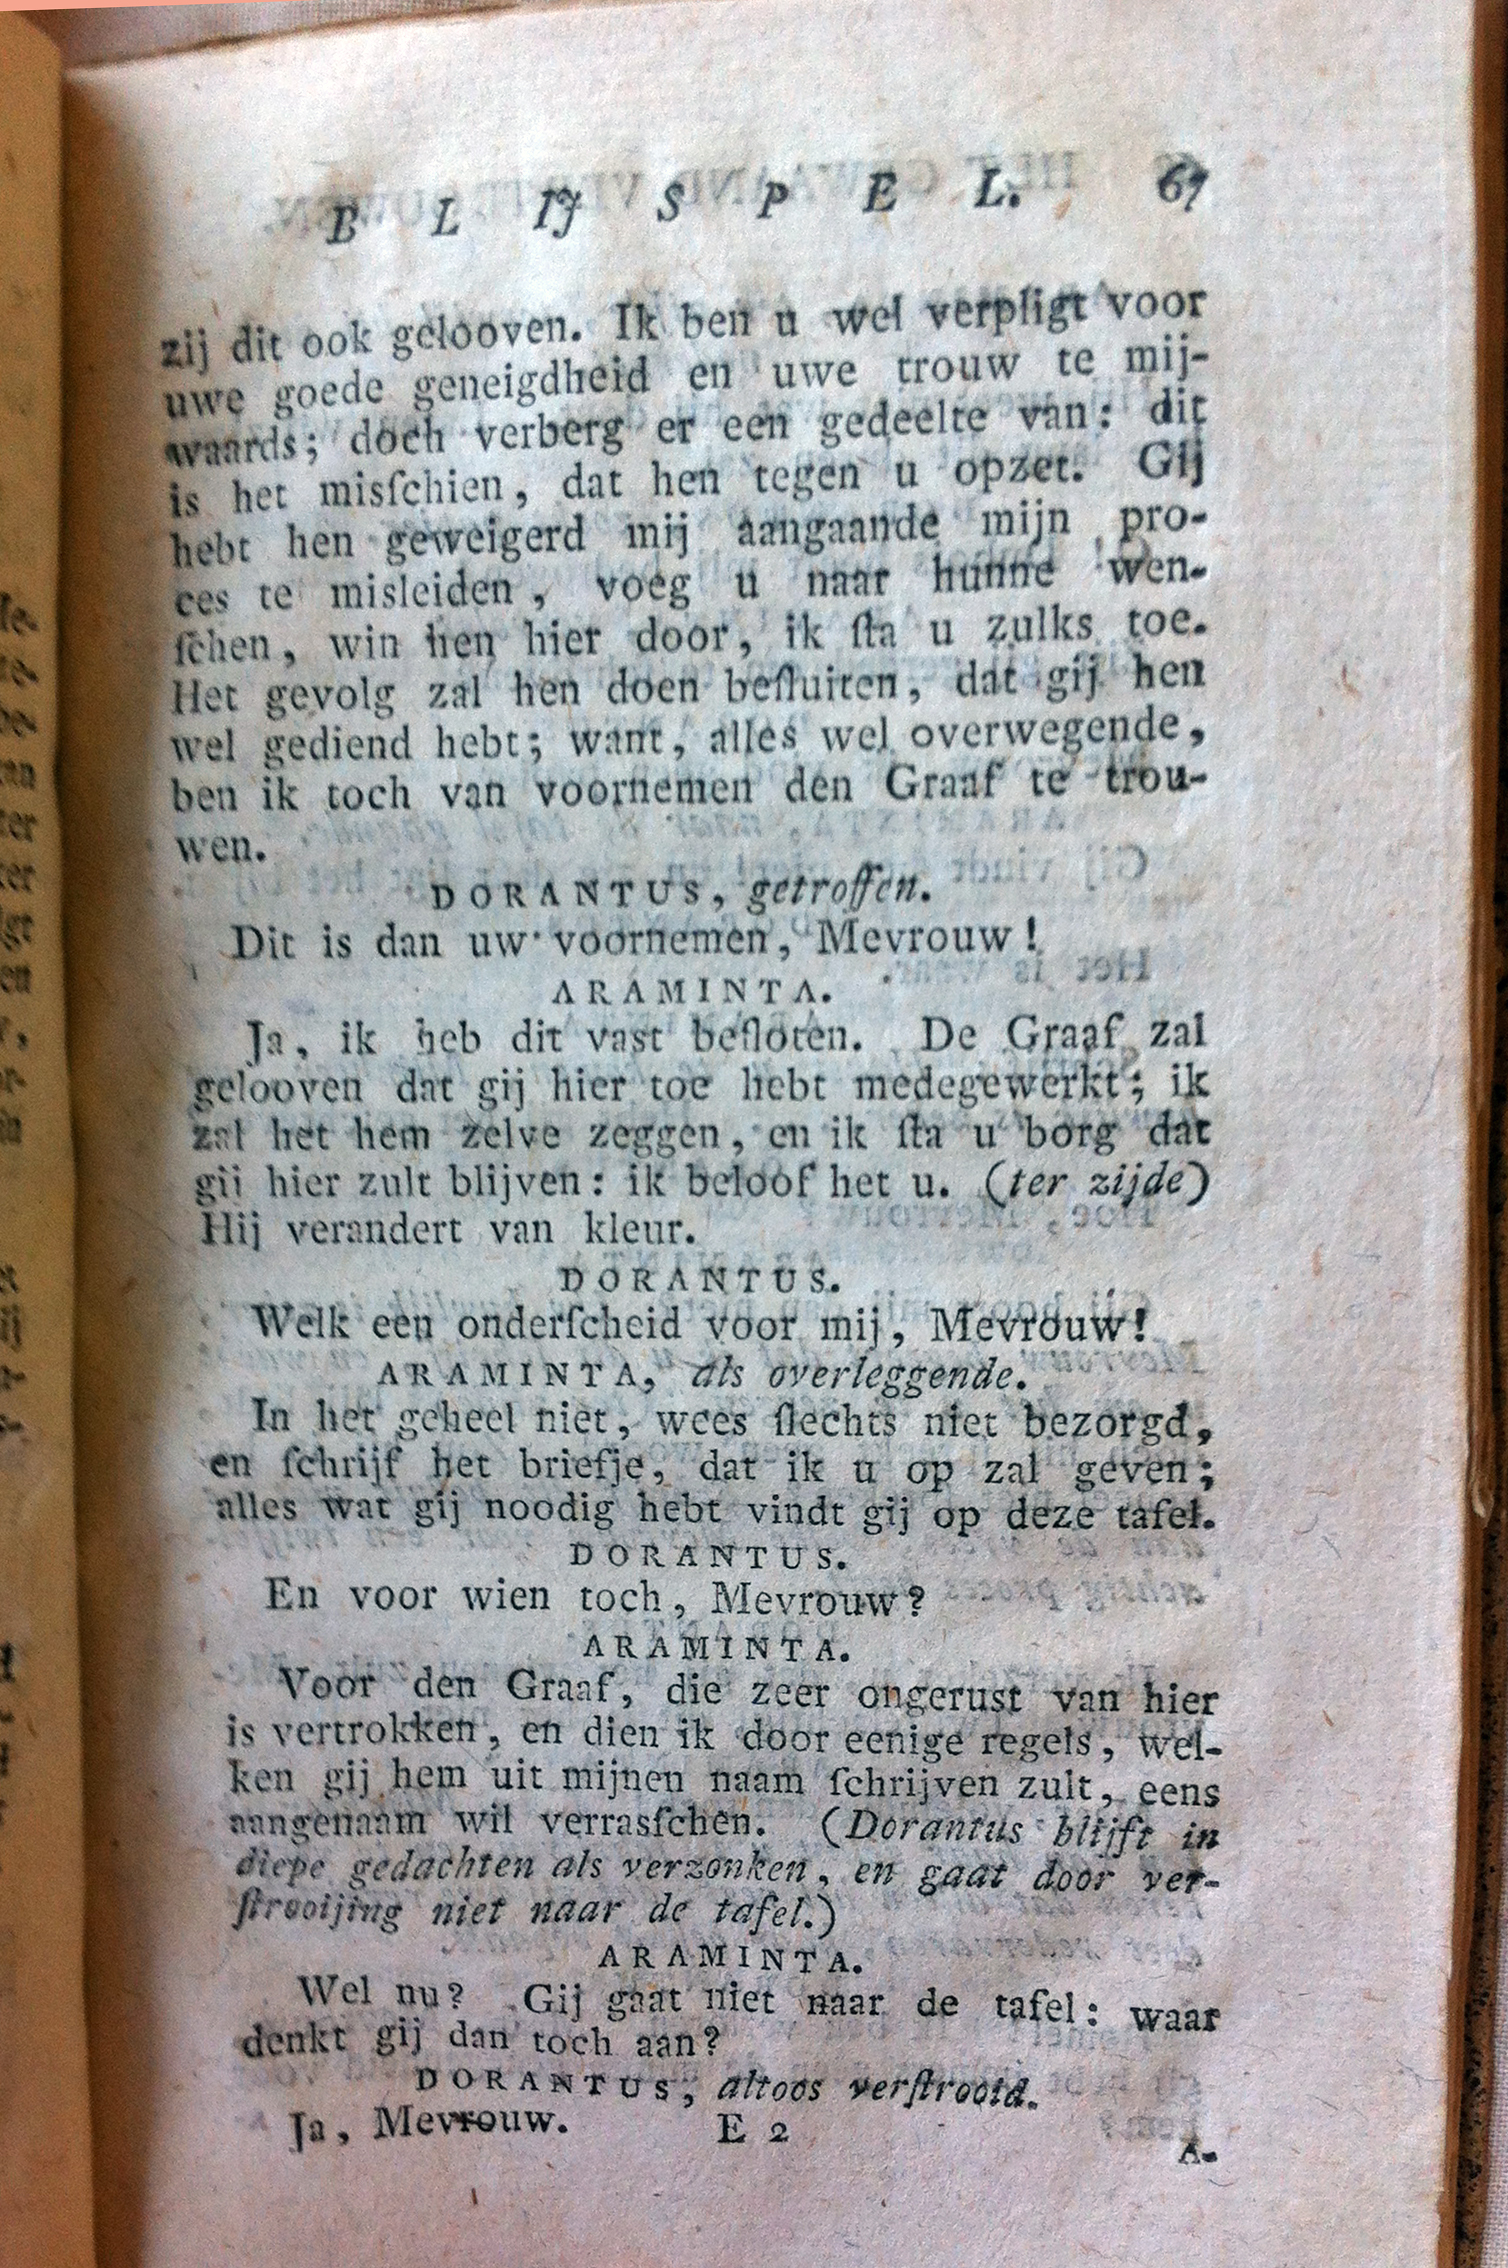 B L IJ S P E L. 67
zij dit ook gelooven. Ik ben u wel verpligt voor
uwe goede geneigdheid en uwe trouw te mij-
waards; doch verberg er een gedeelte van: dit
is het misſchien, dat hen tegen u opzet. Gij
hebt hen geweigerd mij aangaande mijn pro-
ces te misleiden, voeg u naar hunne wen-
ſchen, win hen hier door, ik ſta u zulks toe.
Het gevolg zal hen doen beſluiten, dat gij hen
wel gediend hebt; want, alles wel overwegende,
ben ik toch van voornemen den Graaf te trou-
wen.
DORANTUS, getroffen.
Dit is dan uw voornemen, Mevrouw!
ARAMINTA.
Ja, ik heb dit vast beſloten. De Graaf zal
gelooven dat gij hier toe hebt medegewerkt; ik
zal het hem zelve zeggen, en ik ſta u borg dat
gij hier zult blijven: ik beloof het u. (ter zijde)
Hij verandert van kleur.
DORANTUS.
Welk een onderſcheid voor mij, Mevrouw!
ARAMINTA, als overleggende.
In het geheel niet, wees ſlechts niet bezorgd,
en ſchrijf het briefje, dat ik u op zal geven;
alles wat gij noodig hebt vindt gij op deze tafel.
DORANTUS.
En voor wien toch, Mevrouw?
ARAMINTA.
Voor den Graaf, die zeer ongerust van hier
is vertrokken, en dien ik door eenige regels, wel-
ken gij hem uit mijnen naam ſchrijven zult, eens
aangenaam wil verrasſchen. (Dorantus blijft in
diepe gedachten als verzonken, en gaat door ver-
ſtrooijing niet naar de tafel.)
ARAMINTA.
Wel nu? Gij gaat niet naar de tafel: waar
denkt gij dan toch aan?
DORANTUS, altoos verſtrooid.
Ja, Mevrouw.
E 2
A-